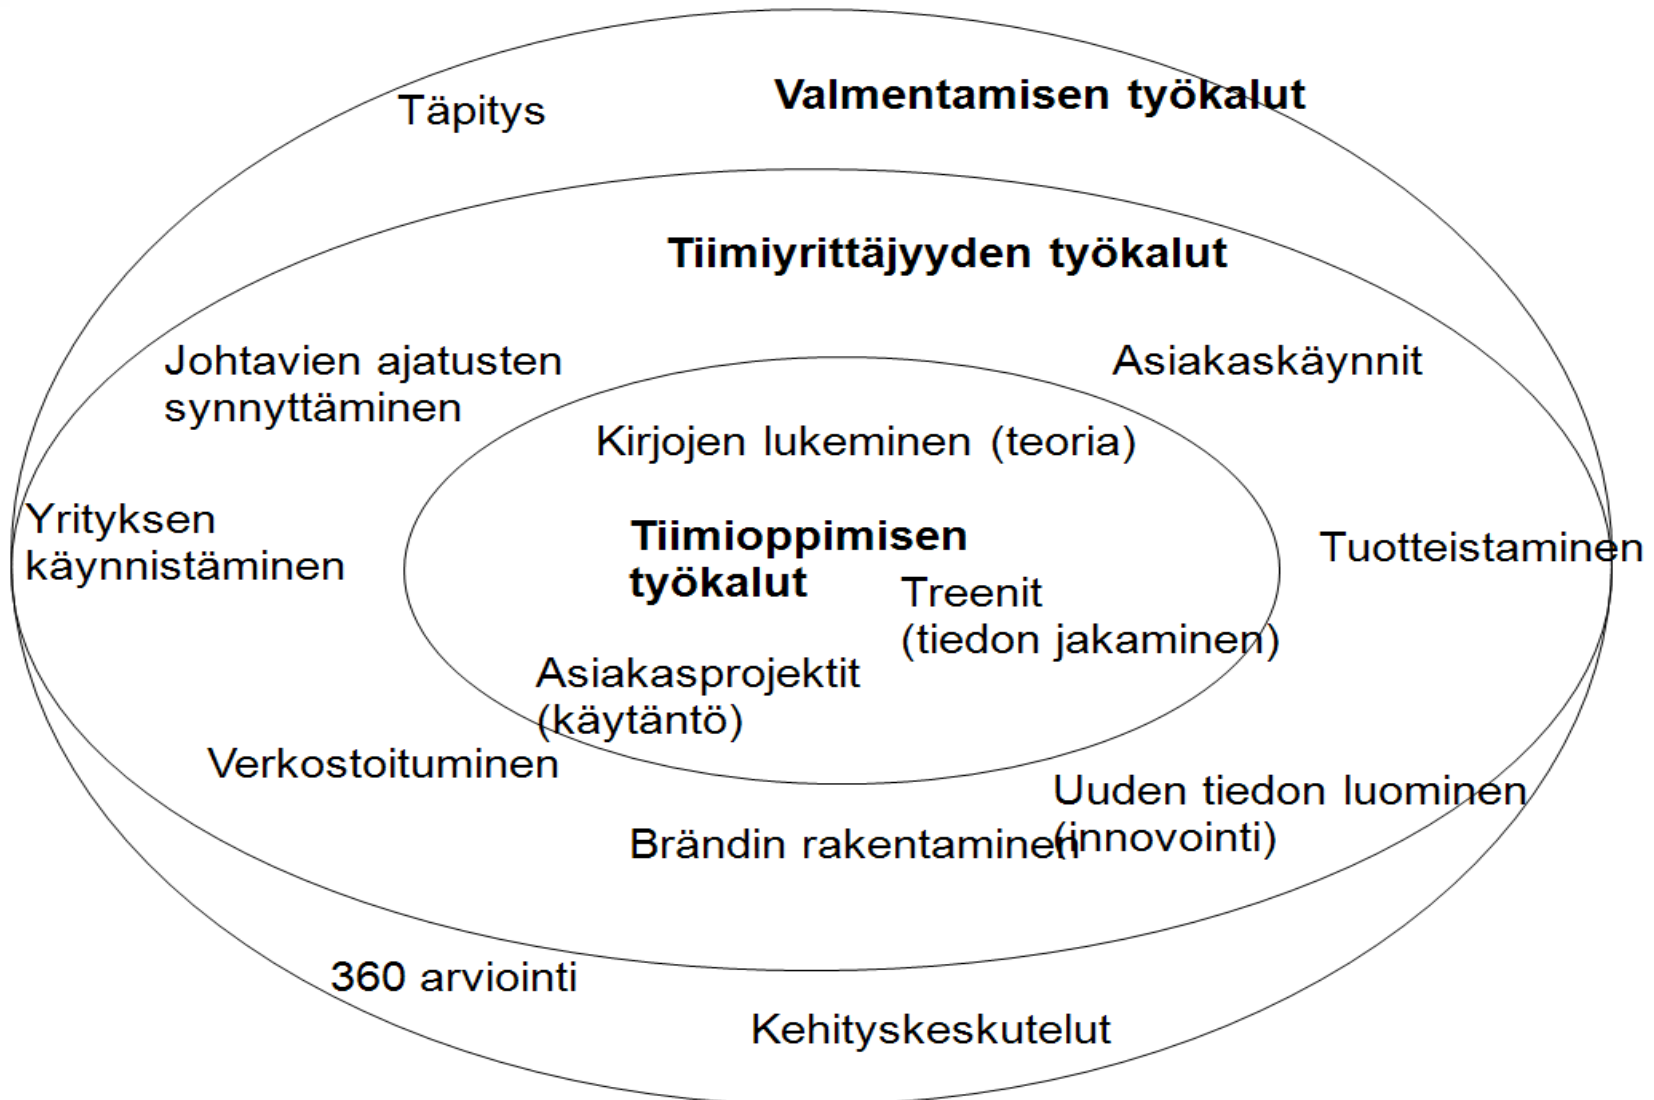 Täpitys
Valmentamisen työkalut
Tiimiyrittäjyyden työkalut
Johtavien ajatusten
synnyttäminen
Asiakaskäynnit
Kirjojen lukeminen (teoria)
Yrityksen
käynnistäminen
Tiimioppimisen
työkalut
Tuotteistaminen
Treenit
(tiedon jakaminen)
Asiakasprojektit
(käytäntö)
Verkostoituminen
Uuden tiedon luominen
(innovointi)
Brändin rakentaminen
360 arviointi
Kehityskeskutelut